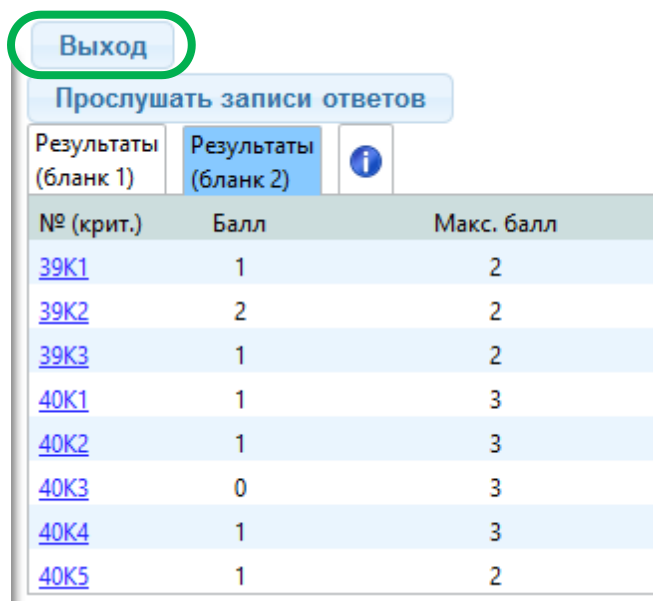 Выход
Прослушать записи ответов
Результаты (бланк 1) Результаты (бланк 2) i
№ (крит.) Балл Макс. балл
39К1 1 2
39К2 2 2
39К3 1 2
40К1 1 3
40К2 1 3
40К3 0 3
40К4 1 3
40К5 1 2